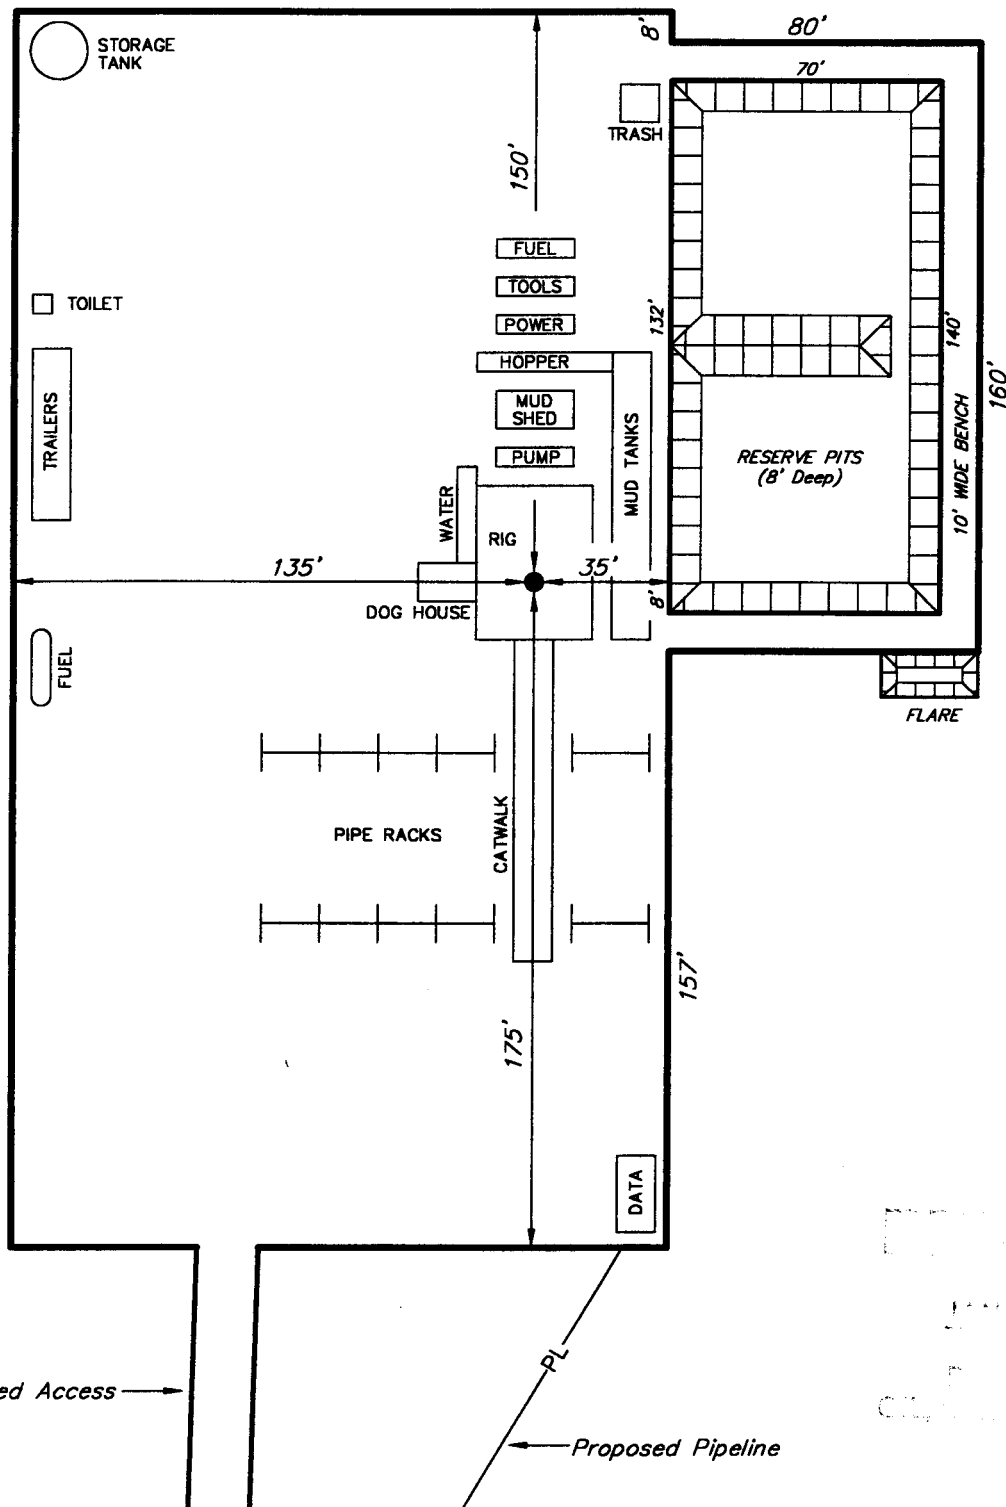 8'
80'
STORAGE
TANK
70'
TRASH
150'
FUEL
TOILET
TOOLS
POWER
132'
140'
160'
HOPPER
MUD
SHED
TRAILERS
MUD TANKS
10' WIDE BENCH
RESERVE PITS
(8' Deep)
PUMP
WATER
RIG
135'
35'
8'
DOG HOUSE
FUEL
FLARE
PIPE RACKS
CATWALK
157'
175'
DATA
PL
ed Access
Proposed Pipeline